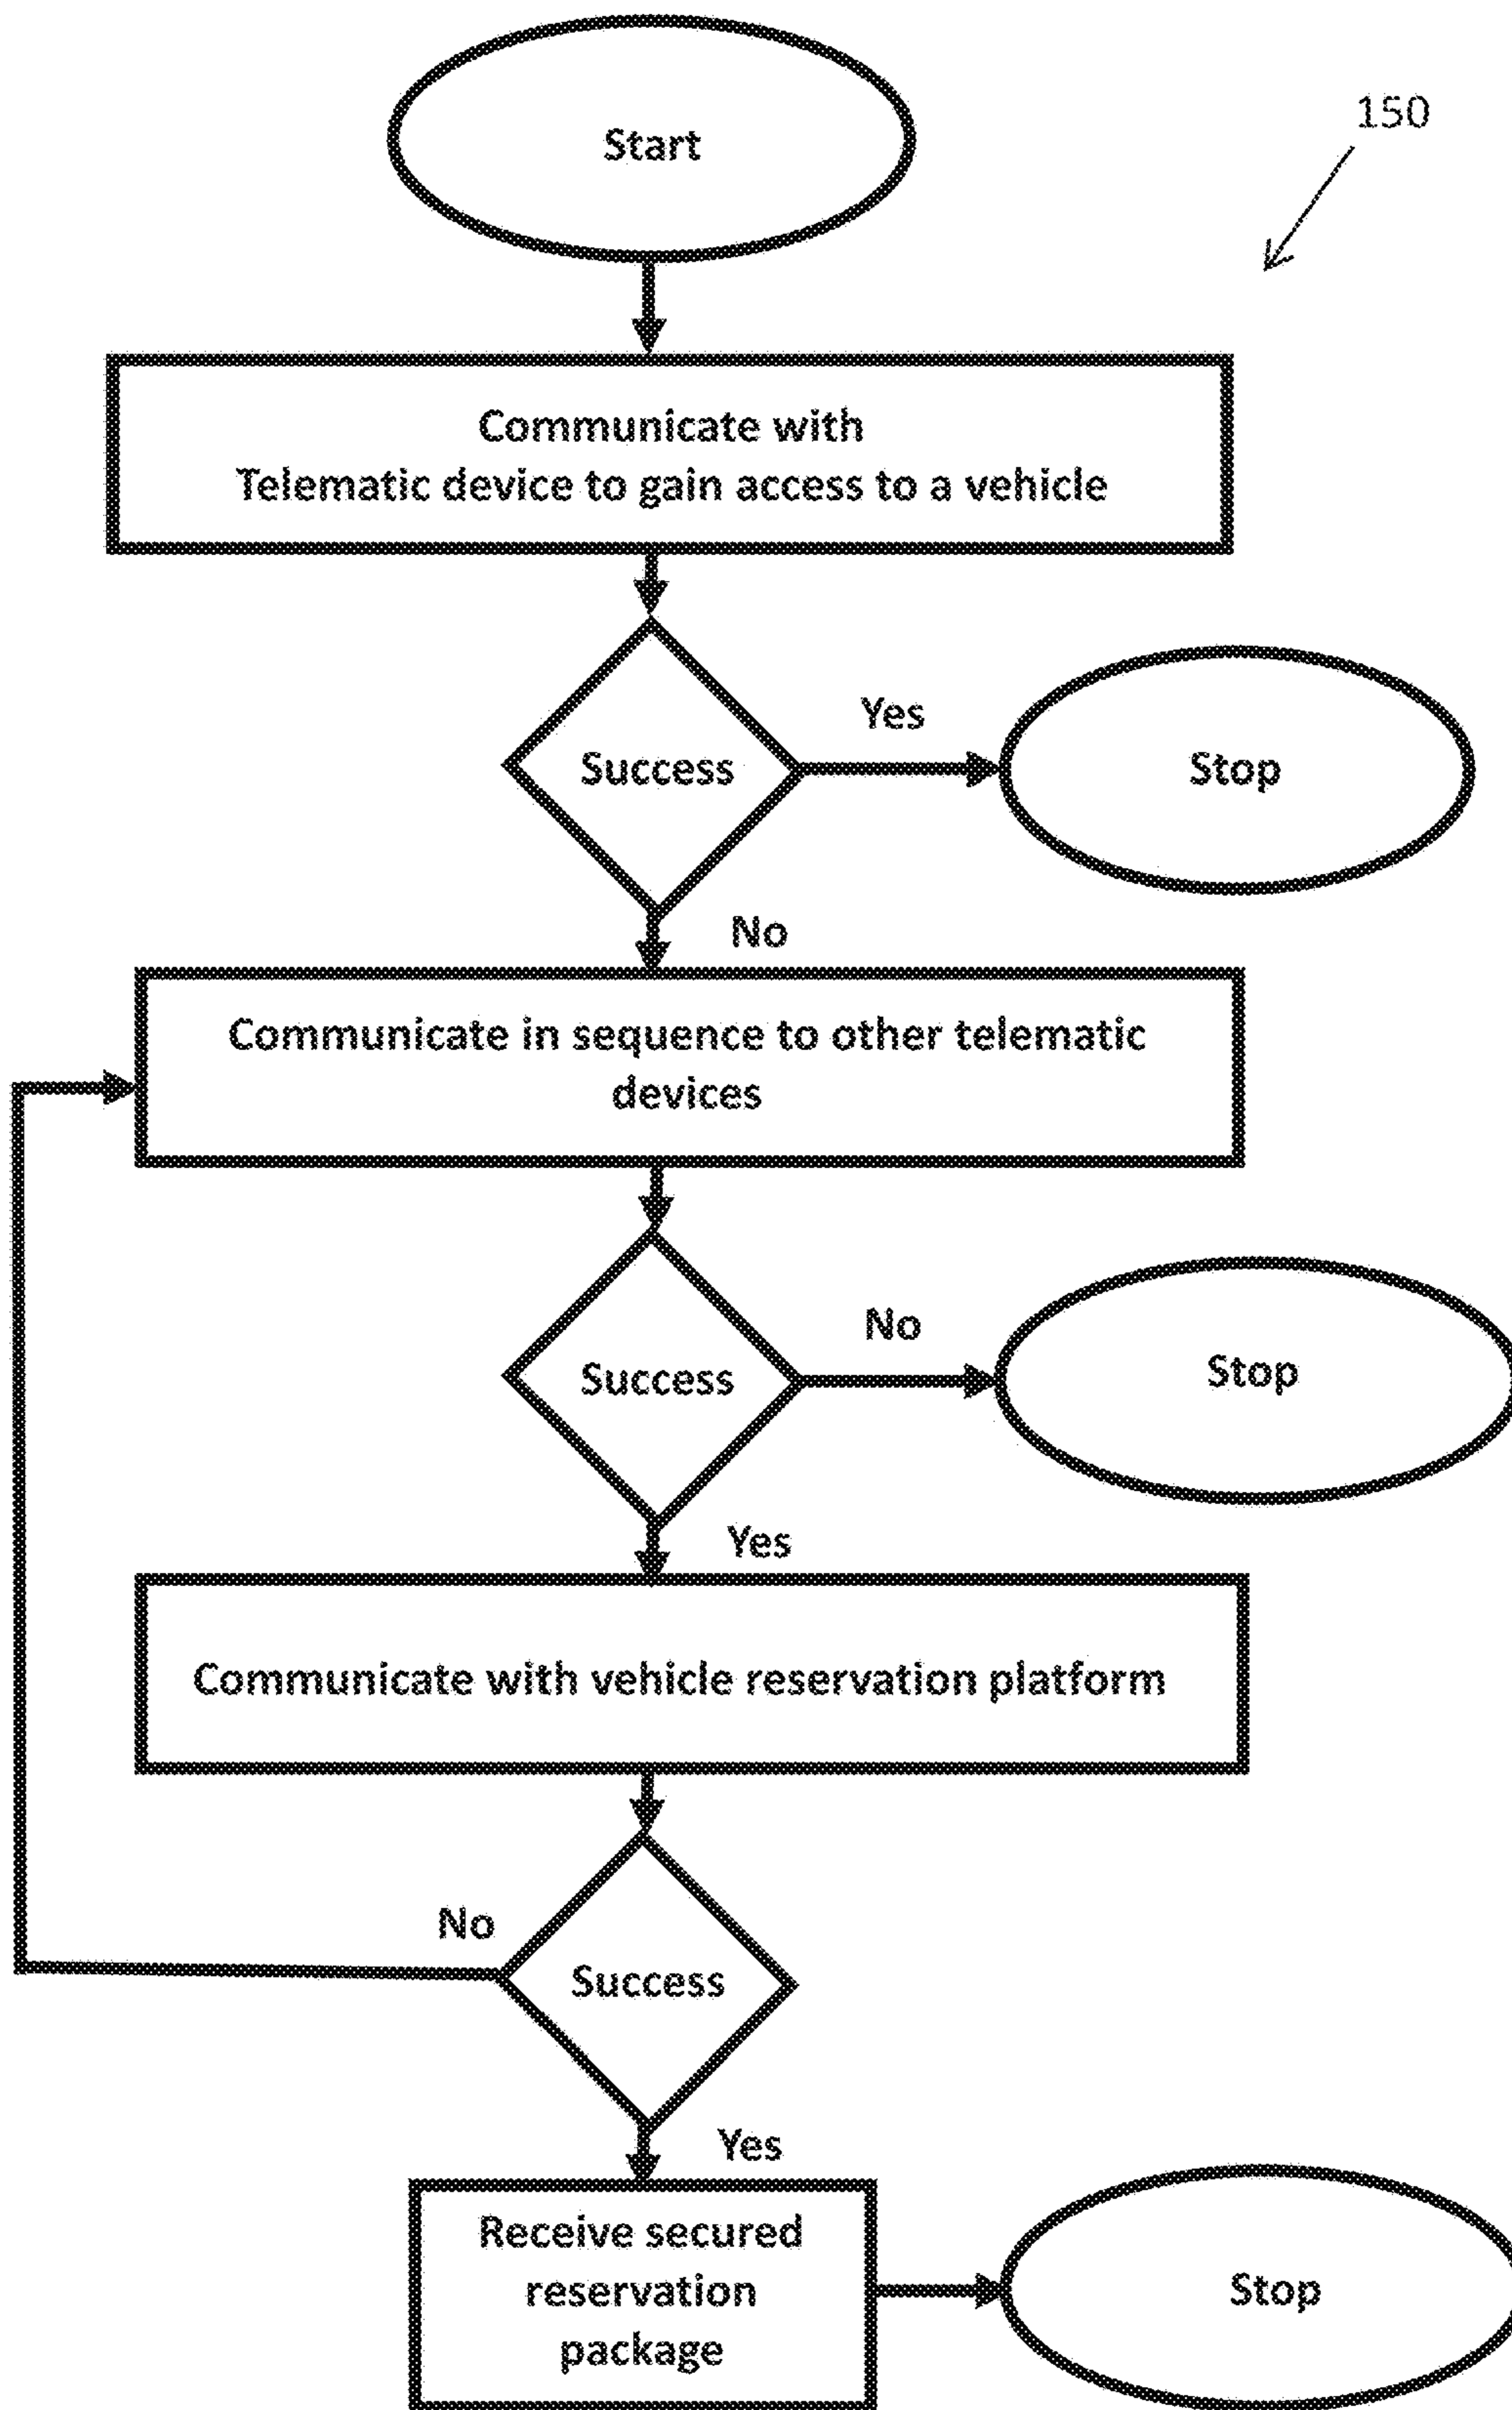 Start
150
Communicate with
Telematic device to gain access to a vehicle
Success
Yes
Stop
No
Communicate in sequence to other telematic
devices
Success
No
Stop
Yes
Communicate with vehicle reservation platform
No
Success
Yes
Receive secured
reservation
package
Stop